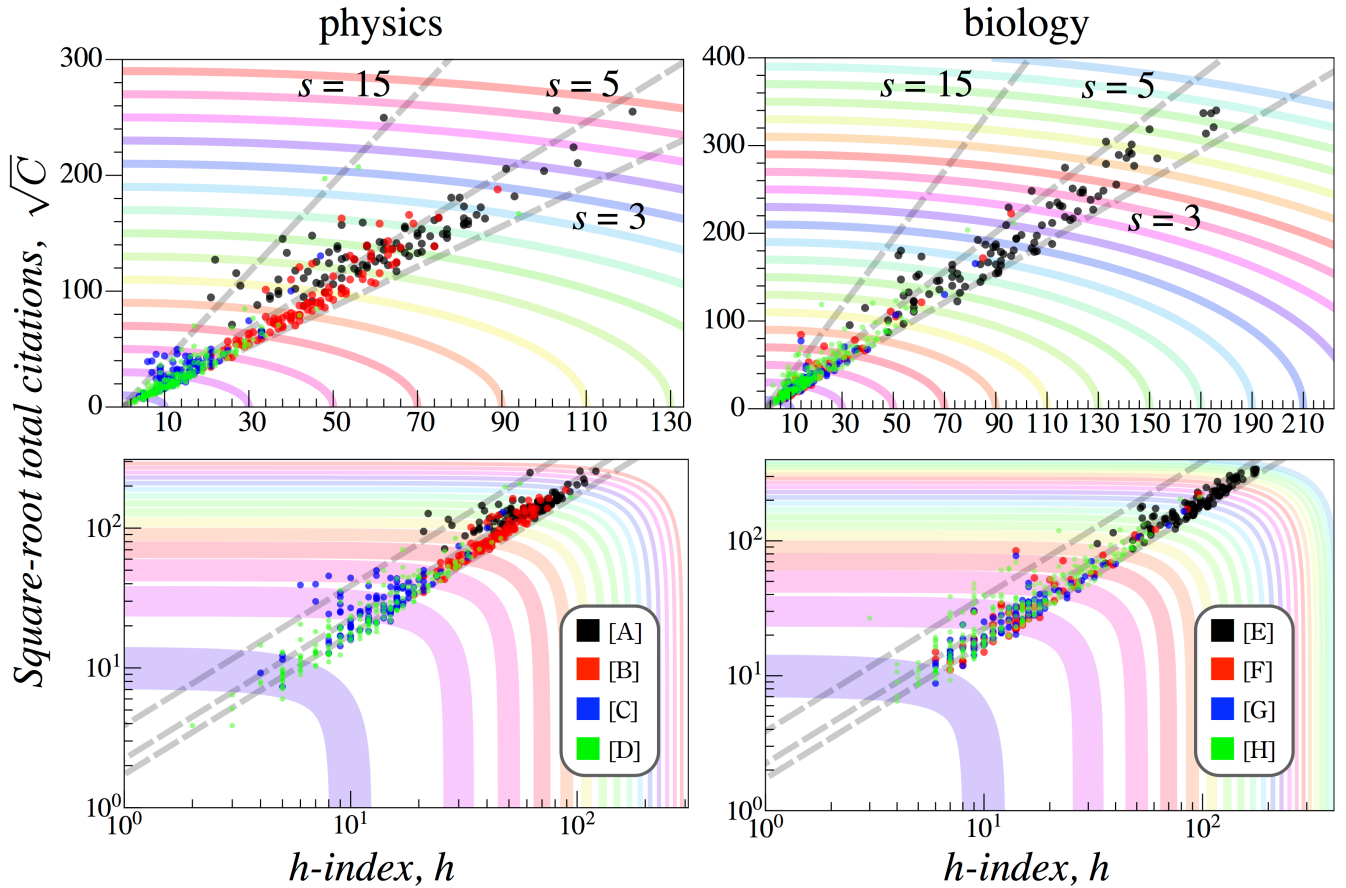 physics
biology
Square-root total citations, √C
300
200
100
0
s = 15
s = 5
s = 3
10 30 50 70 90 110 130
400
300
200
100
0
s = 15
s = 5
s = 3
10 30 50 70 90 110 130 150 170 190 210
10²
10¹
10⁰
10⁰ 10¹ 10²
[A]
[B]
[C]
[D]
h-index, h
10²
10¹
10⁰
10⁰ 10¹ 10²
[E]
[F]
[G]
[H]
h-index, h